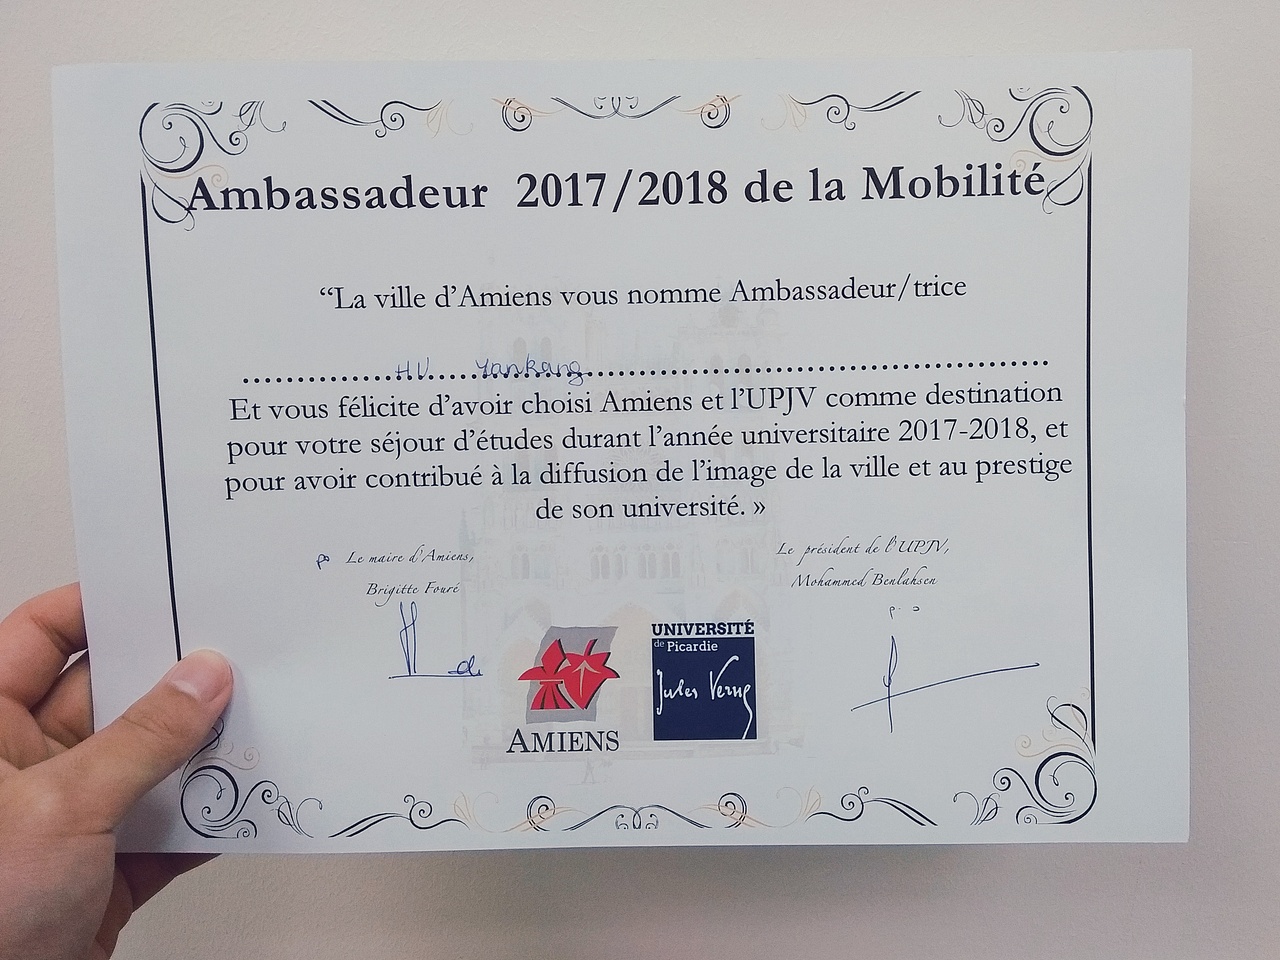 Ambassadeur 2017/2018 de la Mobilité
“La ville d’Amiens vous nomme Ambassadeur/trice
HU Yankang
Et vous félicite d’avoir choisi Amiens et l’UPJV comme destination
pour votre séjour d’études durant l’année universitaire 2017-2018, et
pour avoir contribué à la diffusion de l’image de la ville et au prestige
de son université. »
po Le maire d’Amiens,
Brigitte Fouré
Le président de l’UPJV,
Mohammed Benlahsen
p.o
AMIENS
UNIVERSITÉ
de Picardie
Jules Verne